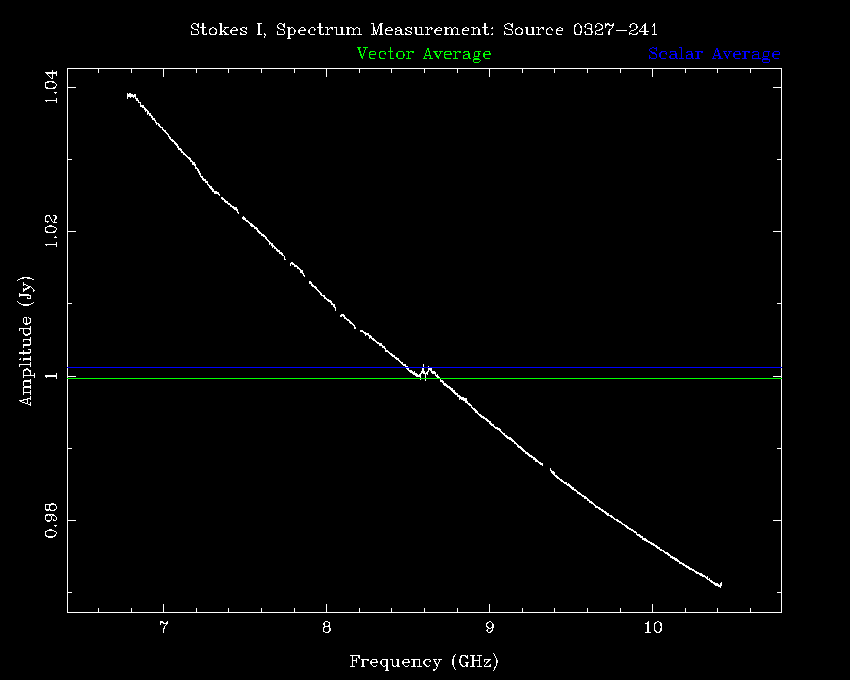 Stokes I, Spectrum Measurement: Source 0327−241
Vector Average Scalar Average
1.04
1.02
1
0.98
Amplitude (Jy)
7 8 9 10
Frequency (GHz)